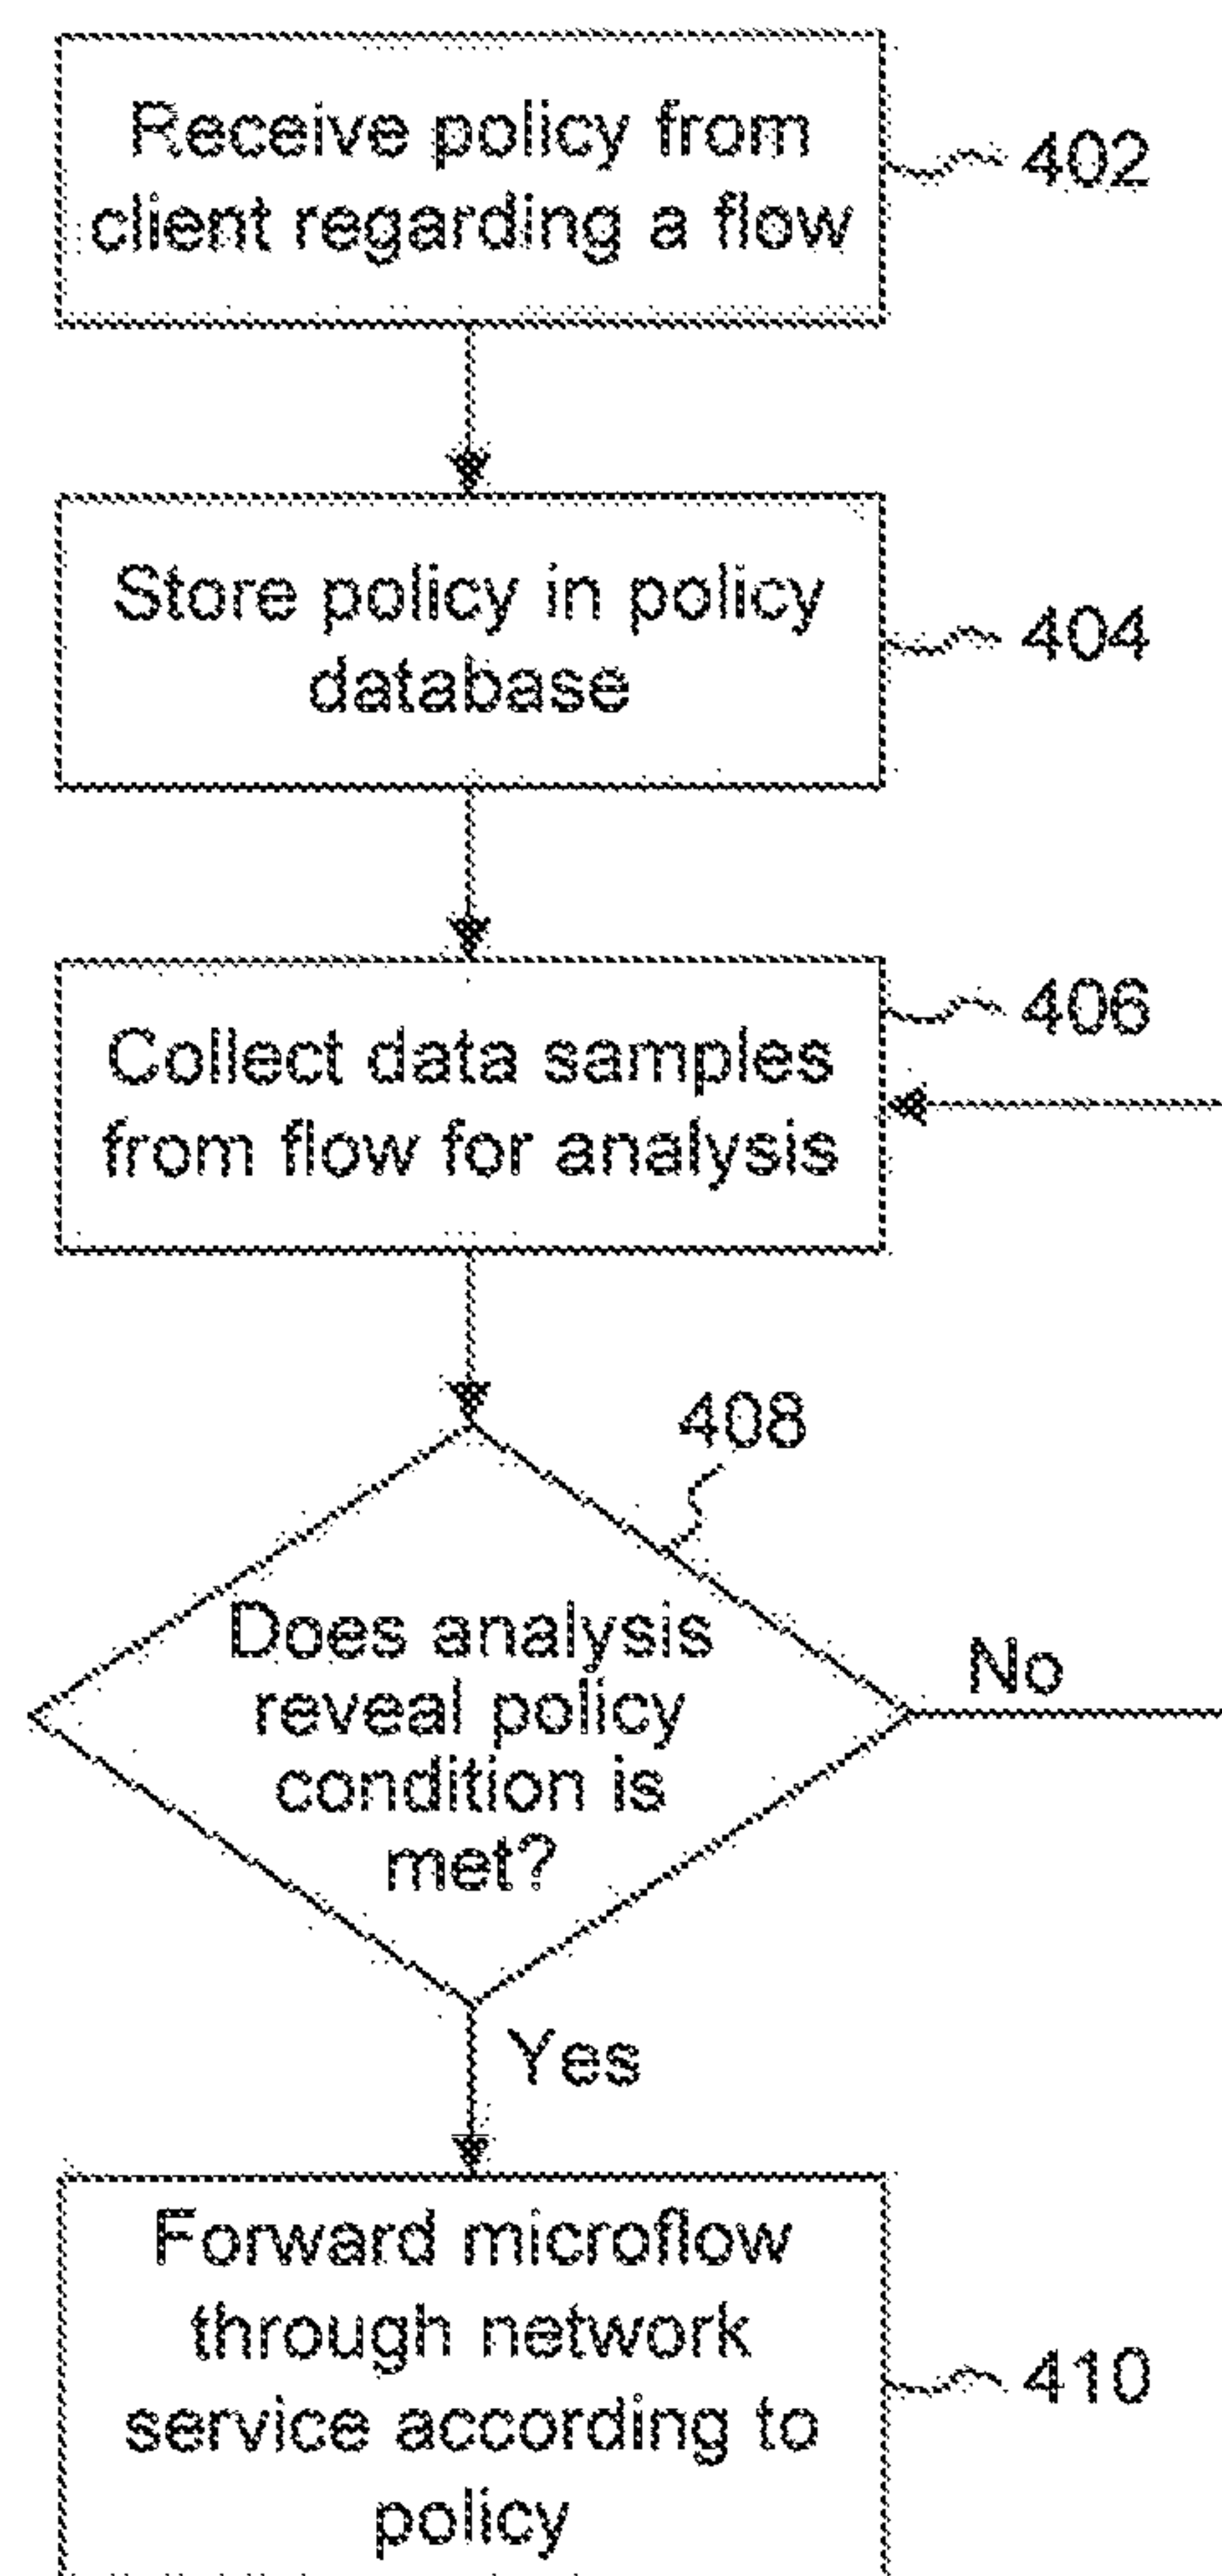 Receive policy from
client regarding a flow
402
Store policy in policy
database
404
406
Collect data samples
from flow for analysis
408
Does analysis
reveal policy
condition is
met?
No
Yes
Forward microflow
through network
service according to
policy
410